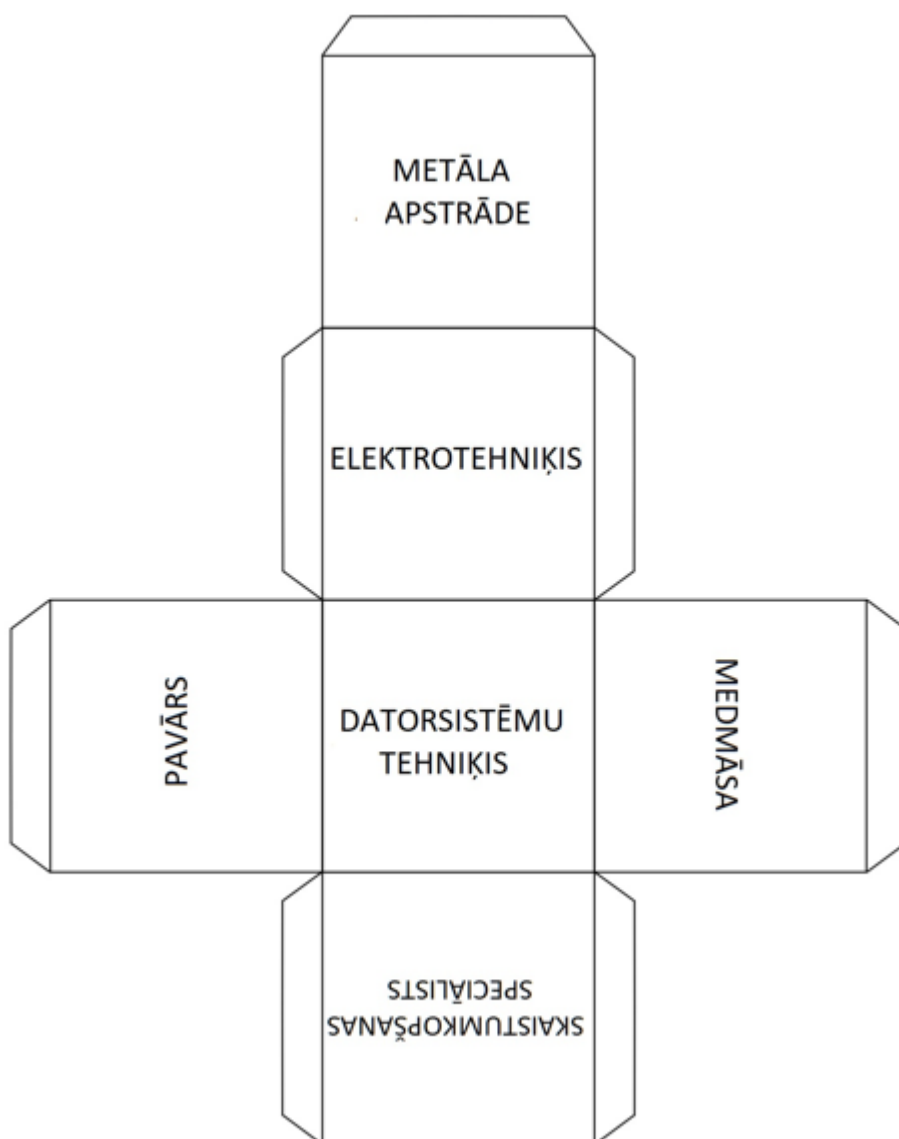 METĀLA
APSTRĀDE
ELEKTROTEHNIĶIS
PAVĀRS
DATORSISTĒMU
TEHNIĶIS
MEDMĀSA
SKAISTUMKOPŠANAS
SPECIĀLISTS